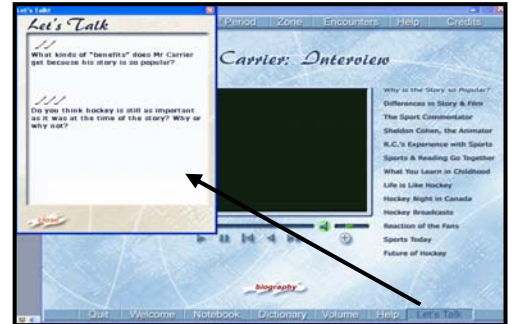 Let's Talk!
Let's Talk
What kinds of "benefits" does Mr Carrier
get because his story is so popular?
Do you think hockey is still as important
as it was at the time of the story? Why or
why not?
close
Period Zone Encounters Help Credits
Carrier: Interview
Why is the Story so Popular?
Differences in Story & Film
The Sport Commentator
Sheldon Cohen, the Animator
R.C.'s Experience with Sports
Sports & Reading Go Together
What You Learn in Childhood
Life is Like Hockey
Hockey Night in Canada
Hockey Broadcasts
Reaction of the Fans
Sports Today
Future of Hockey
biography
Quit Welcome Notebook Dictionary Volume Help Let's Talk